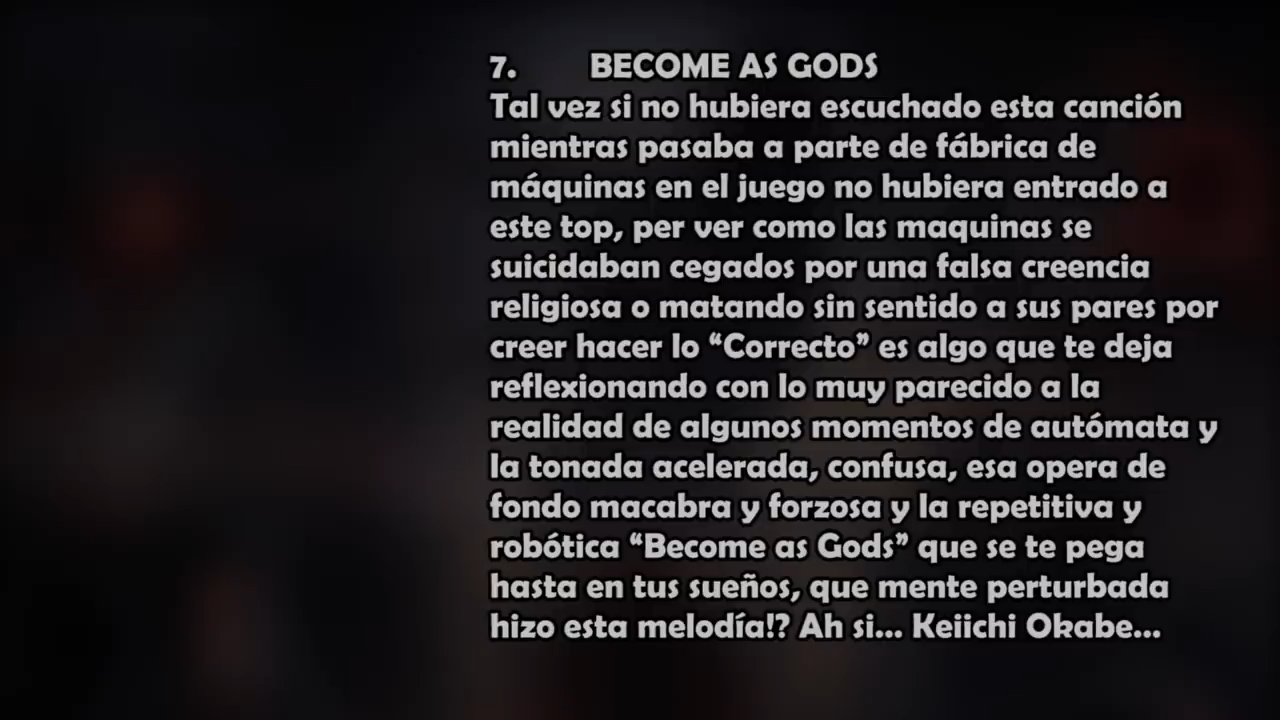 7. BECOME AS GODS
Tal vez si no hubiera escuchado esta canción
mientras pasaba a parte de fábrica de
máquinas en el juego no hubiera entrado a
este top, per ver como las maquinas se
suicidaban cegados por una falsa creencia
religiosa o matando sin sentido a sus pares por
creer hacer lo “Correcto” es algo que te deja
reflexionando con lo muy parecido a la
realidad de algunos momentos de autómata y
la tonada acelerada, confusa, esa opera de
fondo macabra y forzosa y la repetitiva y
robótica “Become as Gods” que se te pega
hasta en tus sueños, que mente perturbada
hizo esta melodía!? Ah si... Keiichi Okabe...